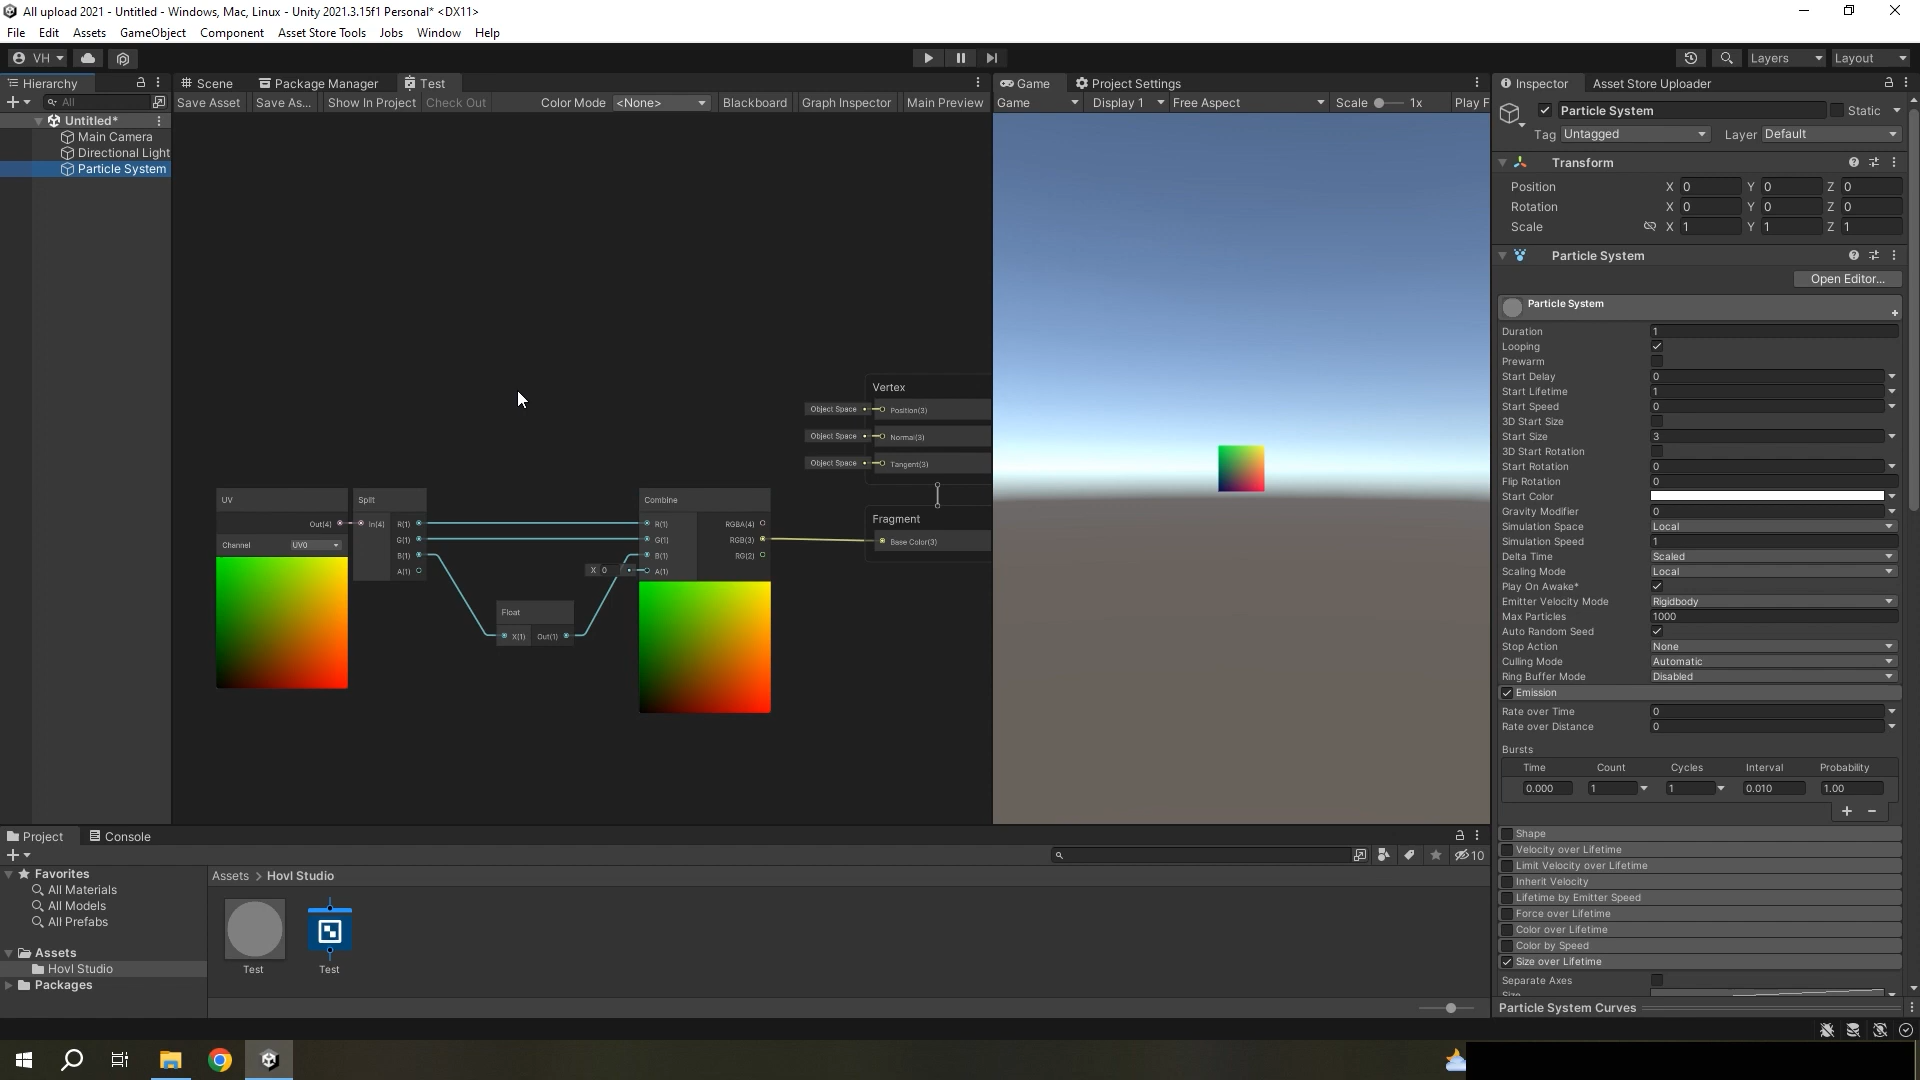 All upload 2021 - Untitled - Windows, Mac, Linux - Unity 2021.3.15f1 Personal* <DX11>
File Edit Assets GameObject Component Asset Store Tools Jobs Window Help
VH Layers Layout
Hierarchy Scene Package Manager Test Game Project Settings Inspector Asset Store Uploader
All Save Asset Save As... Show In Project Check Out Color Mode <None> Blackboard Graph Inspector Main Preview Game Display 1 Free Aspect Scale 1x Play F
Untitled*
Main Camera
Directional Light
Particle System
Particle System Static
Tag Untagged Layer Default
Transform
Position X 0 Y 0 Z 0
Rotation X 0 Y 0 Z 0
Scale X 1 Y 1 Z 1
Particle System
Open Editor...
Particle System
Duration 1
Looping
Prewarm
Start Delay 0
Start Lifetime 1
Start Speed 0
3D Start Size
Start Size 3
3D Start Rotation
Start Rotation 0
Flip Rotation 0
Start Color
Gravity Modifier 0
Simulation Space Local
Simulation Speed 1
Delta Time Scaled
Scaling Mode Local
Play On Awake*
Emitter Velocity Mode Rigidbody
Max Particles 1000
Auto Random Seed
Stop Action None
Culling Mode Automatic
Ring Buffer Mode Disabled
Emission
Rate over Time 0
Rate over Distance 0
Bursts
Time Count Cycles Interval Probability
0.000 1 1 0.010 1.00
Shape
Velocity over Lifetime
Limit Velocity over Lifetime
Inherit Velocity
Lifetime by Emitter Speed
Force over Lifetime
Color over Lifetime
Color by Speed
Size over Lifetime
Separate Axes
Size
Particle System Curves
Vertex
Object Space Position(3)
Object Space Normal(3)
Object Space Tangent(3)
Fragment
Base Color(3)
UV
Out(4)
Channel UV0
Split
In(4) R(1)
G(1)
B(1)
A(1)
Float
X(1) Out(1)
X 0
Combine
R(1) RGBA(4)
G(1) RGB(3)
B(1) RG(2)
A(1)
Project Console
10
Favorites
All Materials
All Models
All Prefabs
Assets
Hovl Studio
Packages
Assets > Hovl Studio
Test Test